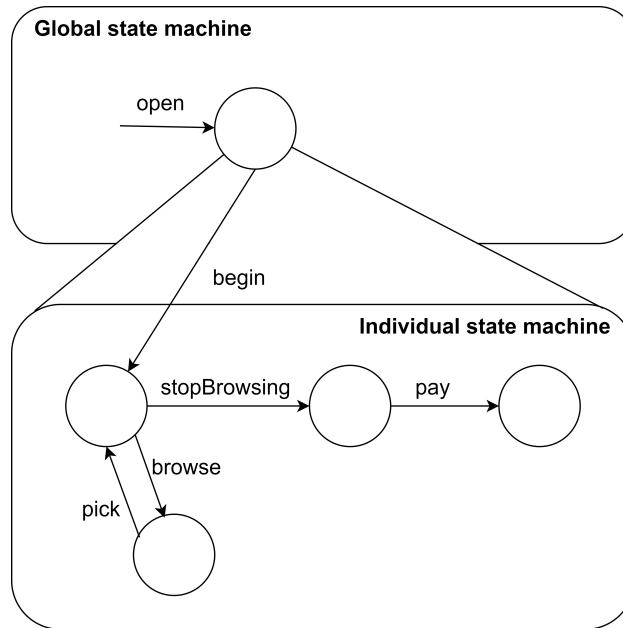 Global state machine
open
begin
Individual state machine
stopBrowsing
pay
browse
pick